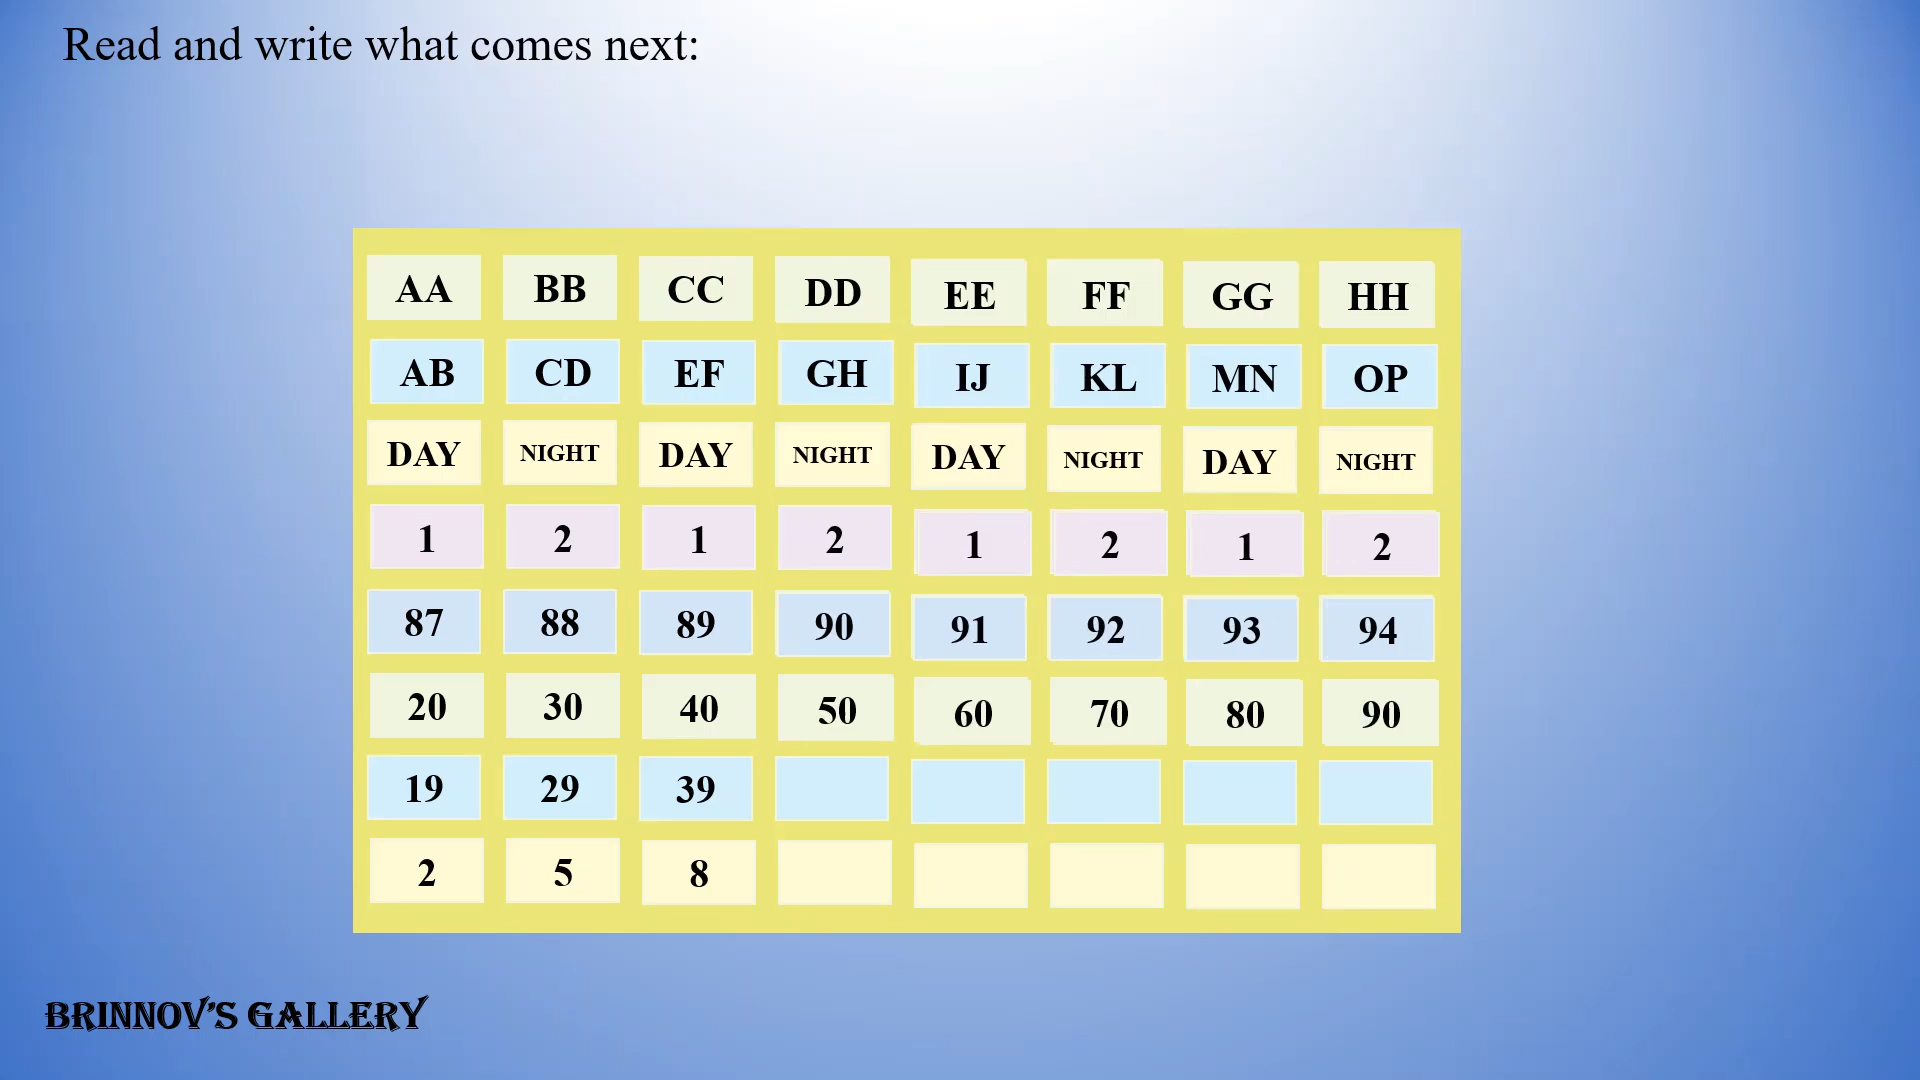 Read and write what comes next:
AA BB CC DD EE FF GG HH
AB CD EF GH IJ KL MN OP
DAY NIGHT DAY NIGHT DAY NIGHT DAY NIGHT
1 2 1 2 1 2 1 2
87 88 89 90 91 92 93 94
20 30 40 50 60 70 80 90
19 29 39
2 5 8
BRINNOV'S GALLERY